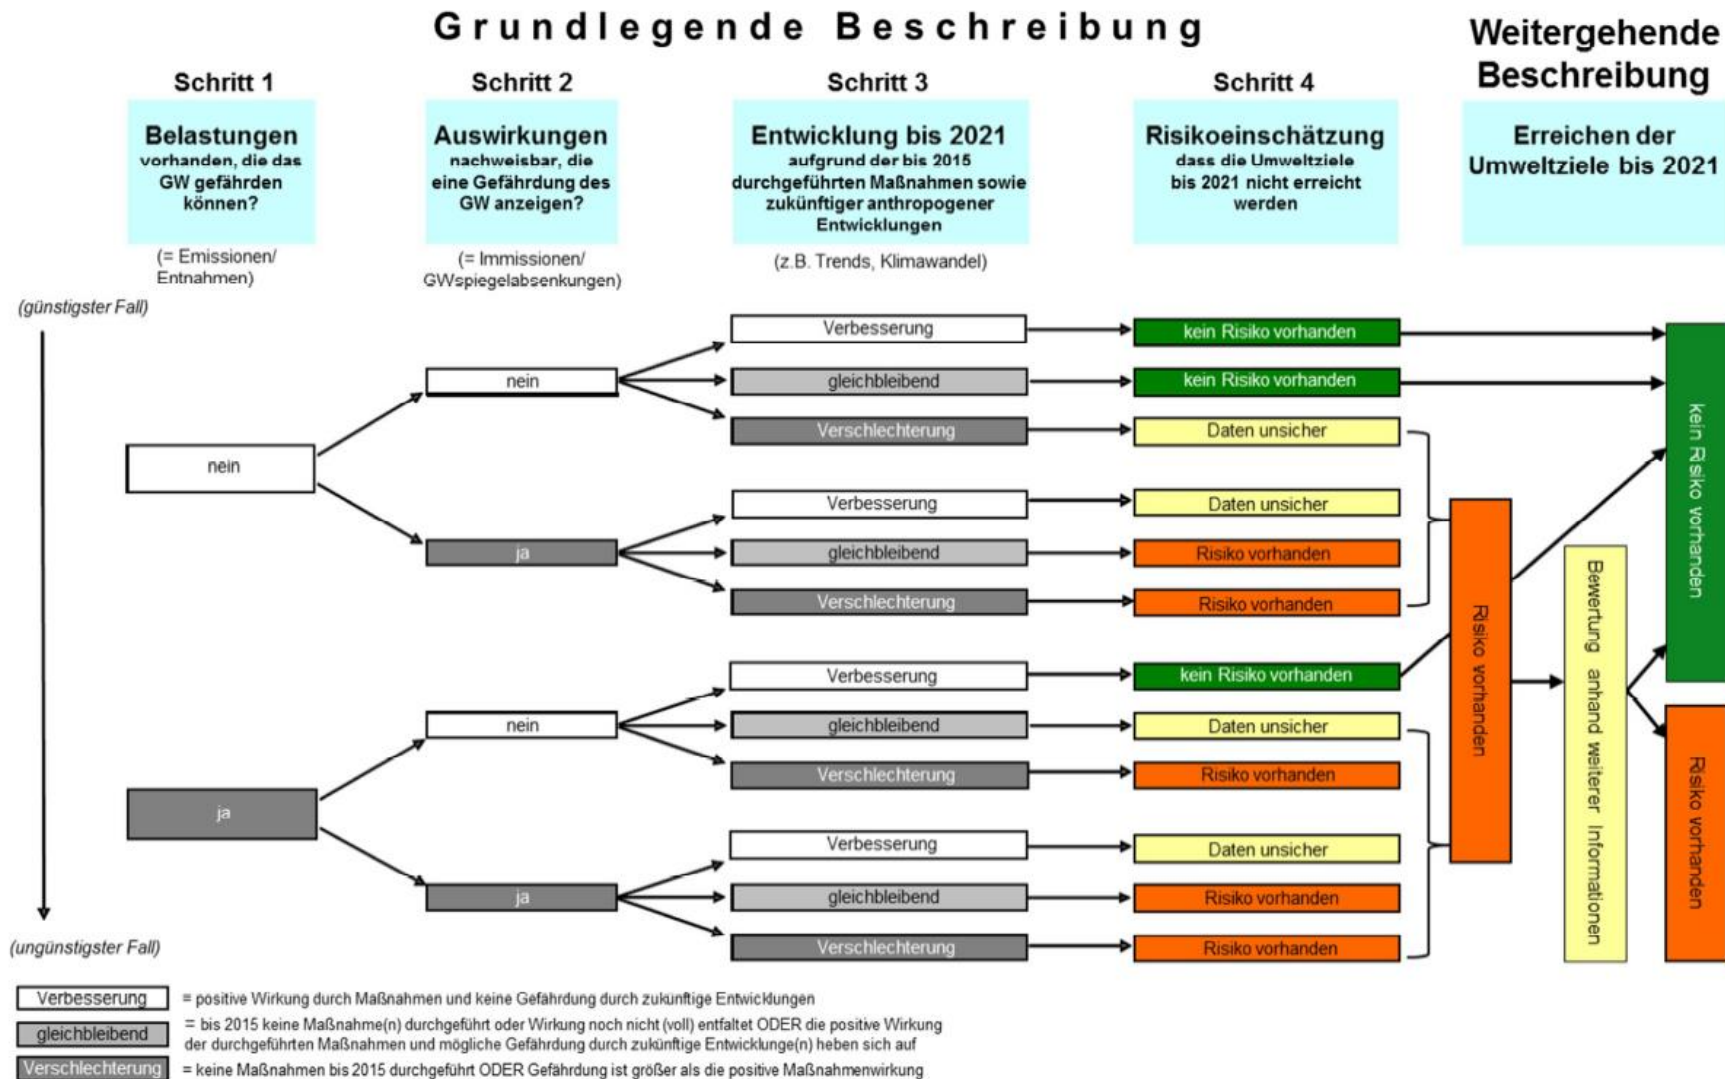 Grundlegende Beschreibung
Weitergehende
Beschreibung
Schritt 1
Schritt 2
Schritt 3
Schritt 4
Belastungen
vorhanden, die das
GW gefährden
können?
(= Emissionen/
Entnahmen)
Auswirkungen
nachweisbar, die
eine Gefährdung des
GW anzeigen?
(= Immissionen/
GWspiegelabsenkungen)
Entwicklung bis 2021
aufgrund der bis 2015
durchgeführten Maßnahmen sowie
zukünftiger anthropogener
Entwicklungen
(z.B. Trends, Klimawandel)
Risikoeinschätzung
dass die Umweltziele
bis 2021 nicht erreicht
werden
Erreichen der
Umweltziele bis 2021
(günstigster Fall)
(ungünstigster Fall)
nein
ja
nein
ja
nein
ja
Verbesserung
kein Risiko vorhanden
gleichbleibend
kein Risiko vorhanden
Verschlechterung
Daten unsicher
Verbesserung
Daten unsicher
gleichbleibend
Risiko vorhanden
Verschlechterung
Risiko vorhanden
Verbesserung
kein Risiko vorhanden
gleichbleibend
Daten unsicher
Verschlechterung
Risiko vorhanden
Verbesserung
Daten unsicher
gleichbleibend
Risiko vorhanden
Verschlechterung
Risiko vorhanden
Risiko vorhanden
Bewertung anhand weiterer Informationen
kein Risiko vorhanden
Risiko vorhanden
Verbesserung
= positive Wirkung durch Maßnahmen und keine Gefährdung durch zukünftige Entwicklungen
gleichbleibend
= bis 2015 keine Maßnahme(n) durchgeführt oder Wirkung noch nicht (voll) entfaltet ODER die positive Wirkung
der durchgeführten Maßnahmen und mögliche Gefährdung durch zukünftige Entwicklunge(n) heben sich auf
Verschlechterung
= keine Maßnahmen bis 2015 durchgeführt ODER Gefährdung ist größer als die positive Maßnahmenwirkung